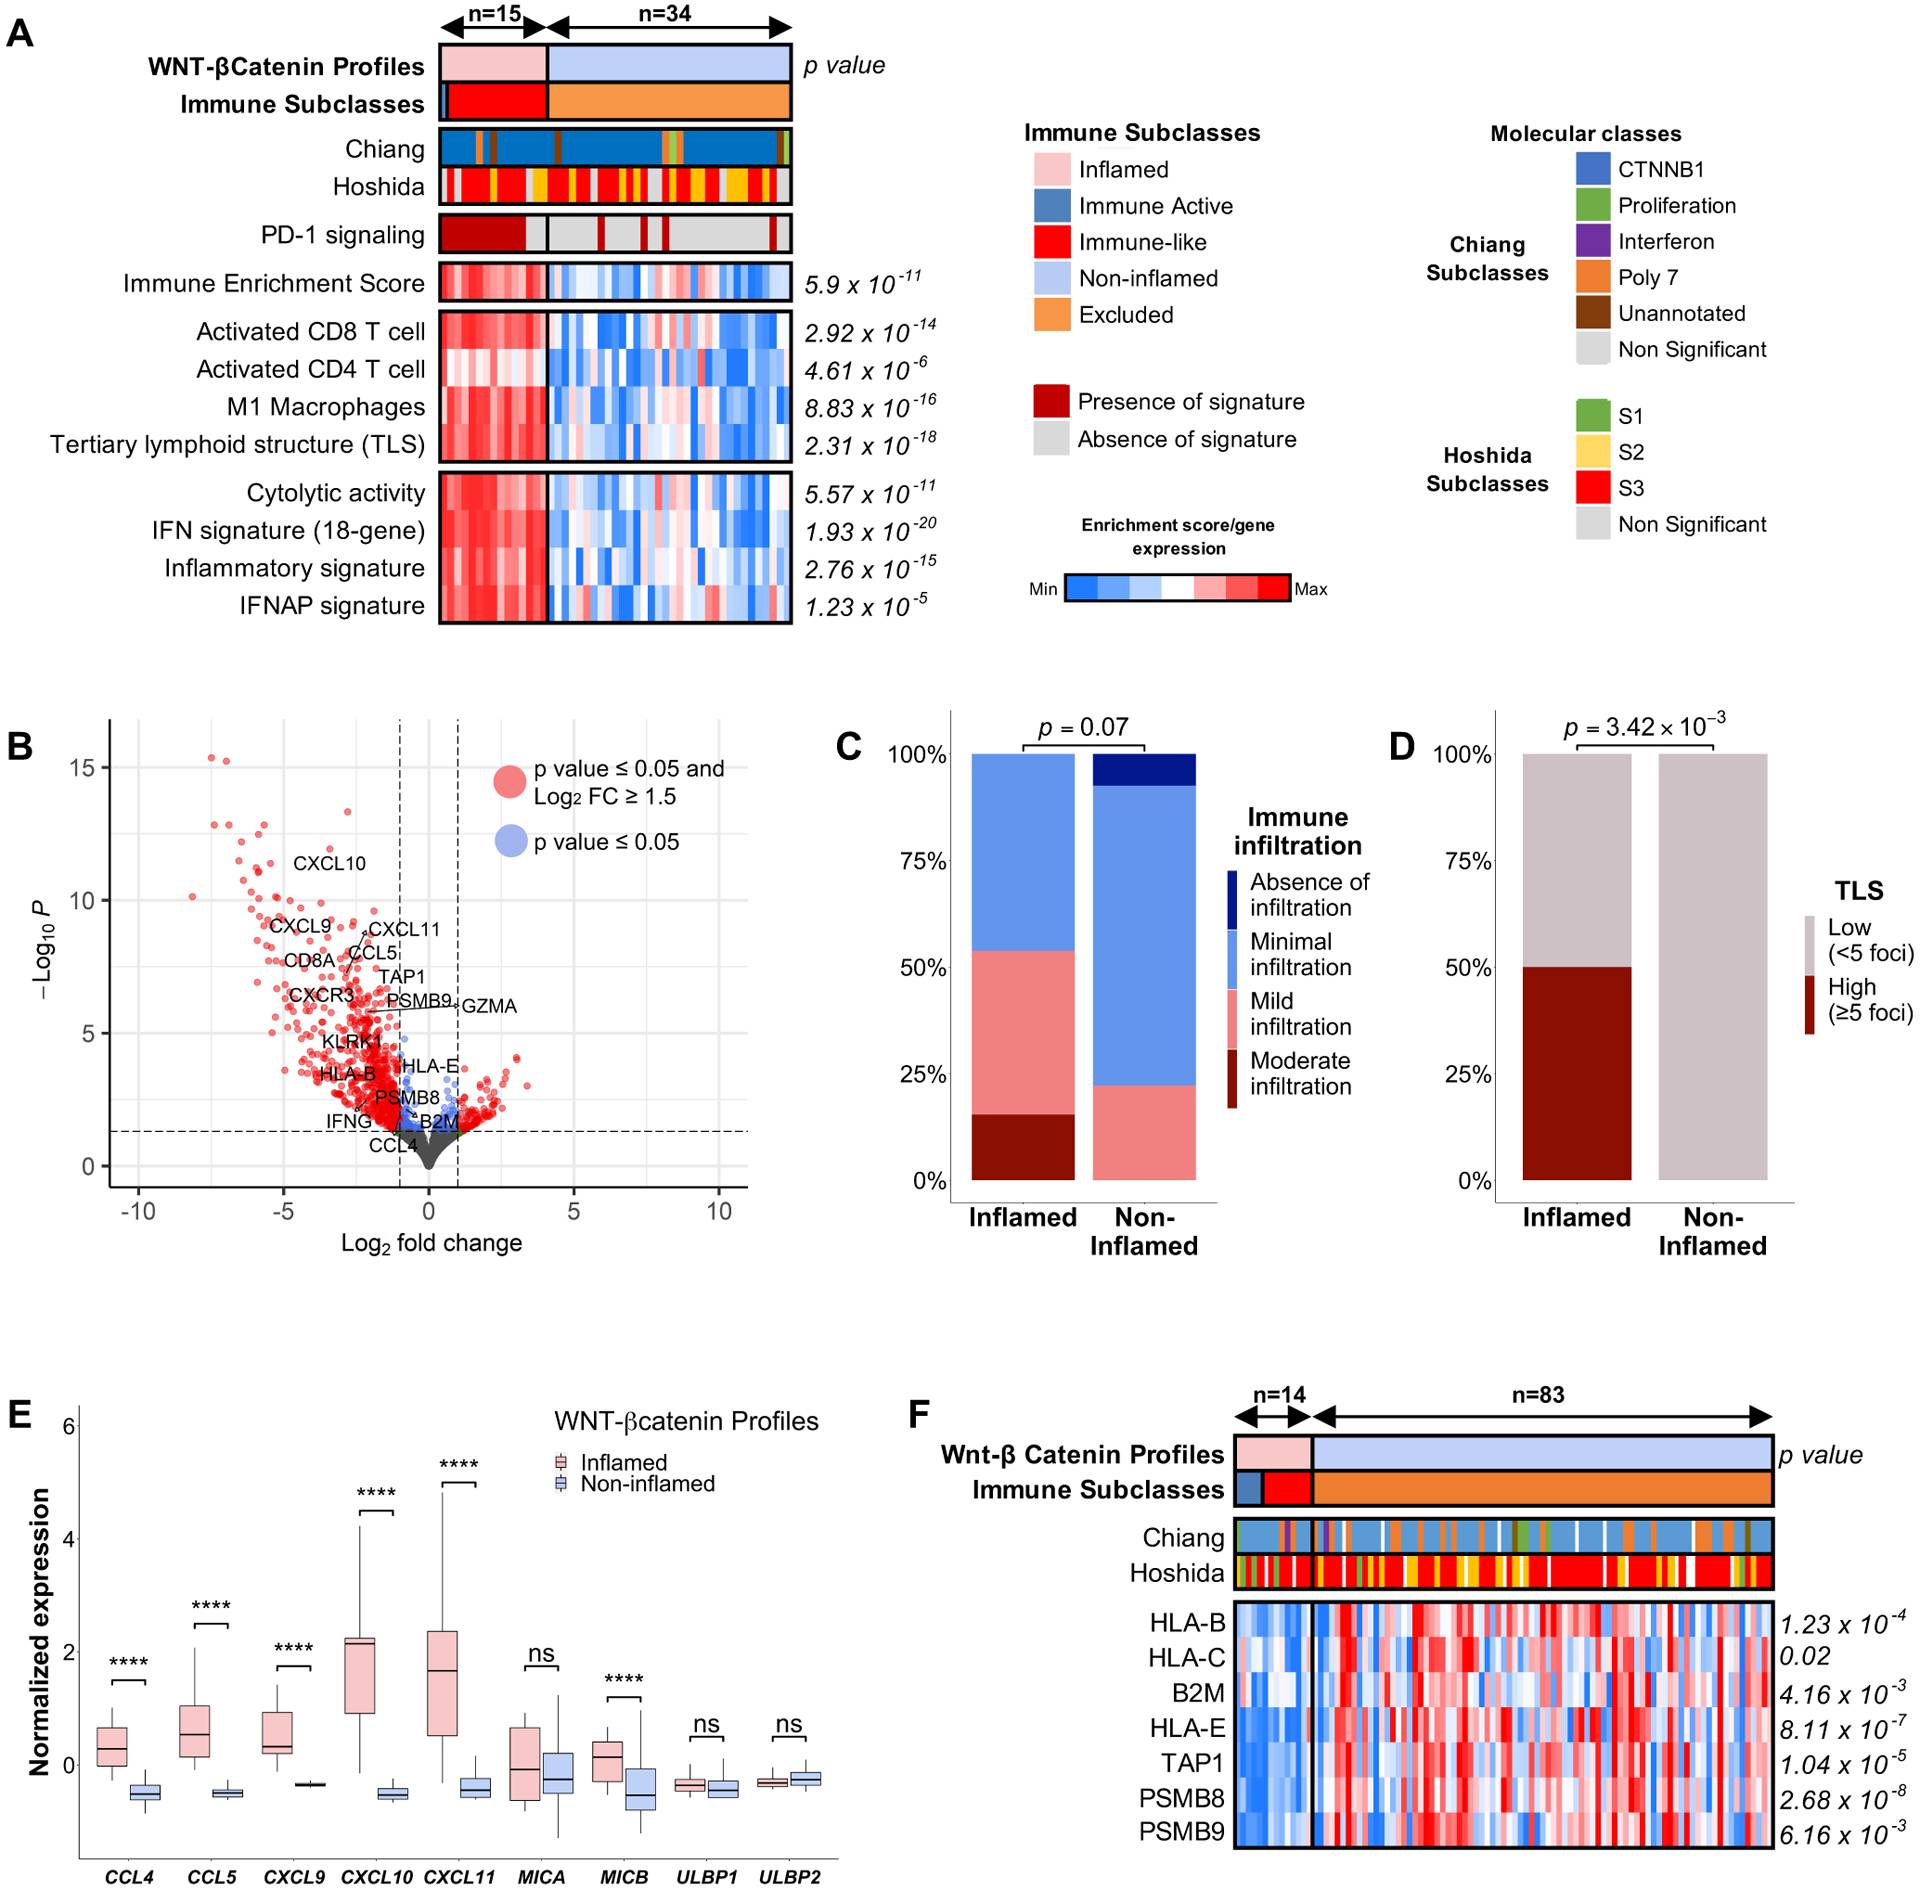 A
n=15
n=34
WNT-βCatenin Profiles
p value
Immune Subclasses
Chiang
Hoshida
PD-1 signaling
Immune Enrichment Score
5.9 x 10-11
Activated CD8 T cell
2.92 x 10-14
Activated CD4 T cell
4.61 x 10-6
M1 Macrophages
8.83 x 10-16
Tertiary lymphoid structure (TLS)
2.31 x 10-18
Cytolytic activity
5.57 x 10-11
IFN signature (18-gene)
1.93 x 10-20
Inflammatory signature
2.76 x 10-15
IFNAP signature
1.23 x 10-5
Immune Subclasses
Inflamed
Immune Active
Immune-like
Non-inflamed
Excluded
Presence of signature
Absence of signature
Enrichment score/gene
expression
Min
Max
Molecular classes
Chiang
Subclasses
CTNNB1
Proliferation
Interferon
Poly 7
Unannotated
Non Significant
Hoshida
Subclasses
S1
S2
S3
Non Significant
B
−Log10 P
15
10
5
0
-10
-5
0
5
10
Log2 fold change
p value ≤ 0.05 and
Log2 FC ≥ 1.5
p value ≤ 0.05
CXCL10
CXCL9
CXCL11
CCL5
CD8A
TAP1
CXCR3
PSMB9
GZMA
KLRK1
HLA-E
HLA-B
PSMB8
IFNG
B2M
CCL4
C
p = 0.07
100%
75%
50%
25%
0%
Inflamed
Non-
Inflamed
Immune
infiltration
Absence of
infiltration
Minimal
infiltration
Mild
infiltration
Moderate
infiltration
D
p = 3.42 × 10−3
100%
75%
50%
25%
0%
Inflamed
Non-
Inflamed
TLS
Low
(<5 foci)
High
(≥5 foci)
E
Normalized expression
6
4
2
0
WNT-βcatenin Profiles
Inflamed
Non-inflamed
****
****
****
****
****
ns
****
ns
ns
CCL4
CCL5
CXCL9
CXCL10
CXCL11
MICA
MICB
ULBP1
ULBP2
F
n=14
n=83
Wnt-β Catenin Profiles
p value
Immune Subclasses
Chiang
Hoshida
HLA-B
1.23 x 10-4
HLA-C
0.02
B2M
4.16 x 10-3
HLA-E
8.11 x 10-7
TAP1
1.04 x 10-5
PSMB8
2.68 x 10-8
PSMB9
6.16 x 10-3